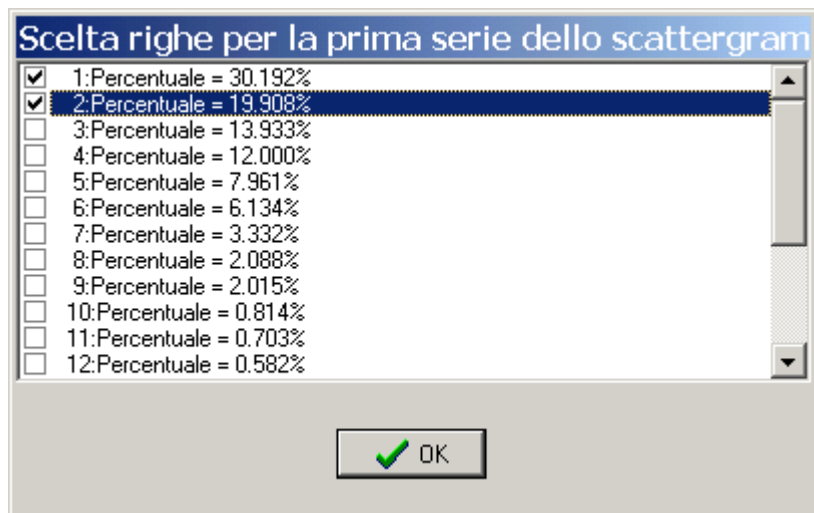 Scelta righe per la prima serie dello scattergram
1:Percentuale = 30.192%
2:Percentuale = 19.908%
3:Percentuale = 13.933%
4:Percentuale = 12.000%
5:Percentuale = 7.961%
6:Percentuale = 6.134%
7:Percentuale = 3.332%
8:Percentuale = 2.088%
9:Percentuale = 2.015%
10:Percentuale = 0.814%
11:Percentuale = 0.703%
12:Percentuale = 0.582%
OK